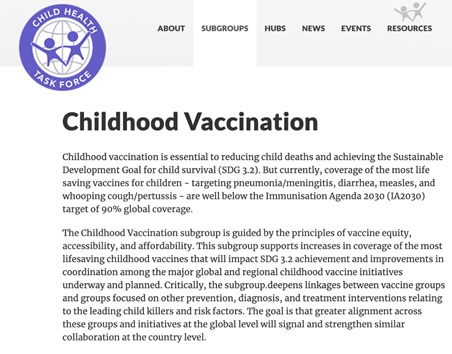 CHILD HEALTH
TASK FORCE
ABOUT SUBGROUPS HUBS NEWS EVENTS RESOURCES
Childhood Vaccination
Childhood vaccination is essential to reducing child deaths and achieving the Sustainable
Development Goal for child survival (SDG 3.2). But currently, coverage of the most life
saving vaccines for children - targeting pneumonia/meningitis, diarrhea, measles, and
whooping cough/pertussis - are well below the Immunisation Agenda 2030 (IA2030)
target of 90% global coverage.
The Childhood Vaccination subgroup is guided by the principles of vaccine equity,
accessibility, and affordability. This subgroup supports increases in coverage of the most
lifesaving childhood vaccines that will impact SDG 3.2 achievement and improvements in
coordination among the major global and regional childhood vaccine initiatives
underway and planned. Critically, the subgroup.deepens linkages between vaccine groups
and groups focused on other prevention, diagnosis, and treatment interventions relating
to the leading child killers and risk factors. The goal is that greater alignment across
these groups and initiatives at the global level will signal and strengthen similar
collaboration at the country level.